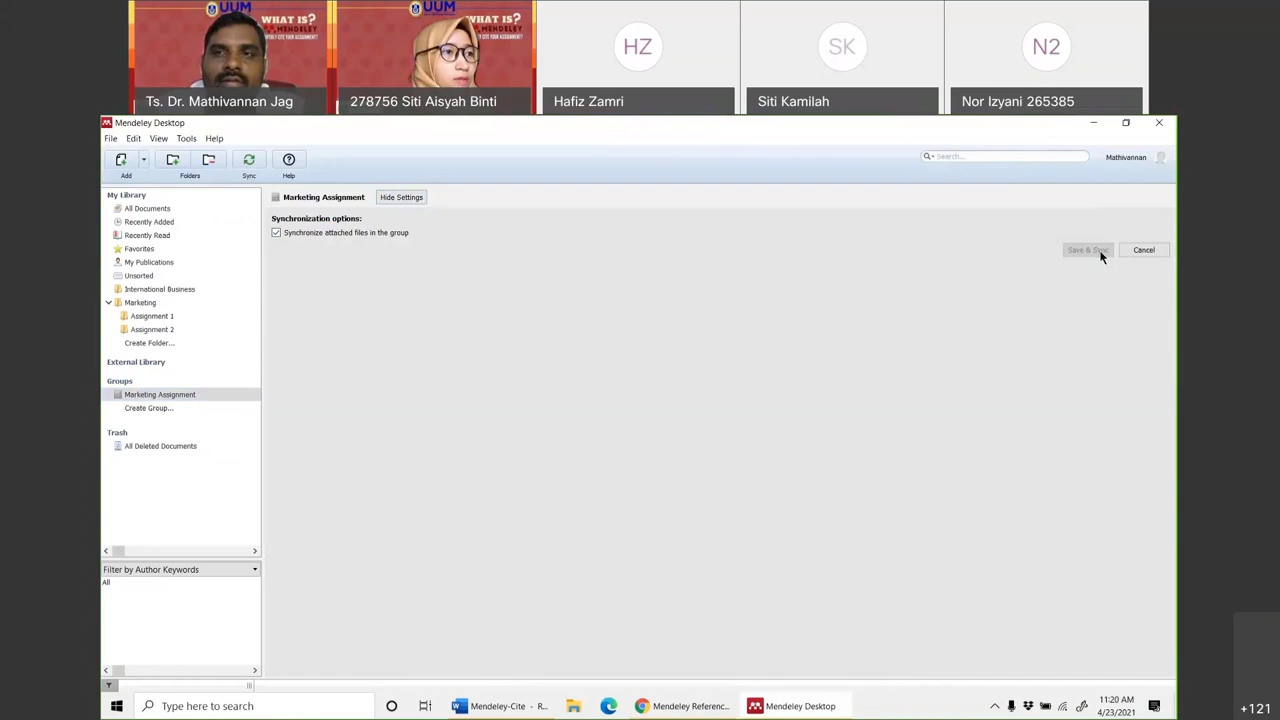 UUM
WHAT IS?
MENDELEY
UUM
WHAT IS?
MENDELEY
HZ
SK
N2
Ts. Dr. Mathivannan Jag
278756 Siti Aisyah Binti
Hafiz Zamri
Siti Kamilah
Nor Izyani 265385
Mendeley Desktop
File Edit View Tools Help
Search...
Mathivannan
Add Folders Sync Help
My Library
All Documents
Recently Added
Recently Read
Favorites
My Publications
Unsorted
International Business
Marketing
Assignment 1
Assignment 2
Create Folder...
External Library
Groups
Marketing Assignment
Create Group...
Trash
All Deleted Documents
Filter by Author Keywords
All
Marketing Assignment Hide Settings
Synchronization options:
Synchronize attached files in the group
Save & Sync Cancel
Type here to search
Mendeley-Cite - R...
Mendeley Referenc...
Mendeley Desktop
11:20 AM
4/23/2021
+121